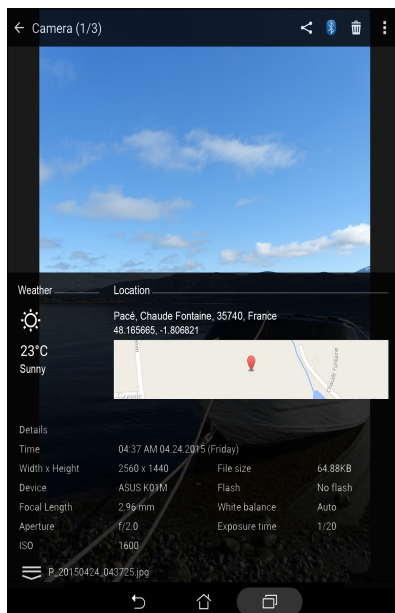 Camera (1/3)
Weather
Location
23°C
Sunny
Pacé, Chaude Fontaine, 35740, France
48.165665, -1.806821
Chaude Fontaine
Google
Details
Time 04:37 AM 04.24.2015 (Friday)
Width x Height 2560 x 1440 File size 64.88KB
Device ASUS K01M Flash No flash
Focal Length 2.96 mm White balance Auto
Aperture f/2.0 Exposure time 1/20
ISO 1600
P_20150424_043725.jpg